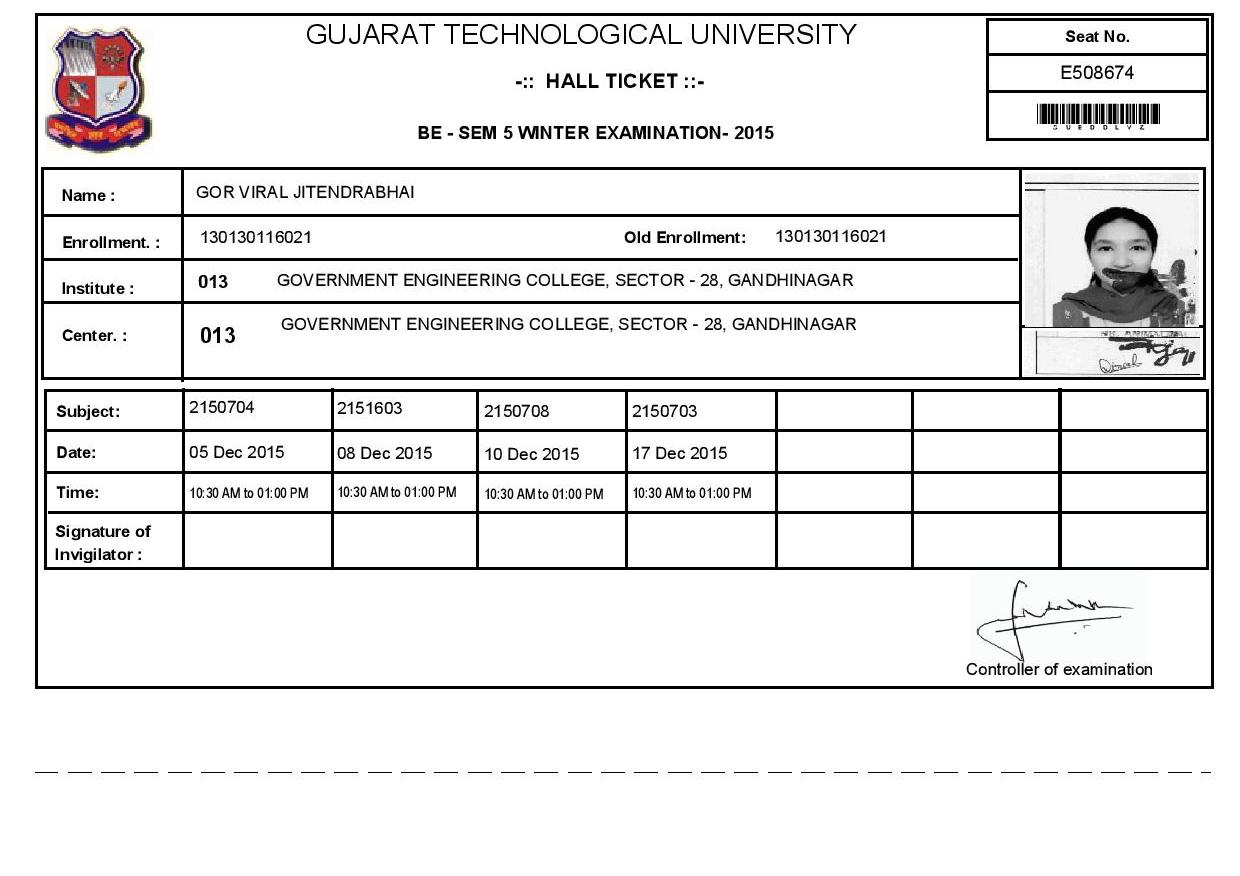 GUJARAT TECHNOLOGICAL UNIVERSITY
-:: HALL TICKET ::-
BE - SEM 5 WINTER EXAMINATION- 2015
Seat No.
E508674
S U E D D L V Z
Name : GOR VIRAL JITENDRABHAI
Enrollment. : 130130116021 Old Enrollment: 130130116021
Institute : 013 GOVERNMENT ENGINEERING COLLEGE, SECTOR - 28, GANDHINAGAR
Center. : 013 GOVERNMENT ENGINEERING COLLEGE, SECTOR - 28, GANDHINAGAR
Subject: 2150704 2151603 2150708 2150703
Date: 05 Dec 2015 08 Dec 2015 10 Dec 2015 17 Dec 2015
Time: 10:30 AM to 01:00 PM 10:30 AM to 01:00 PM 10:30 AM to 01:00 PM 10:30 AM to 01:00 PM
Signature of
Invigilator :
Controller of examination